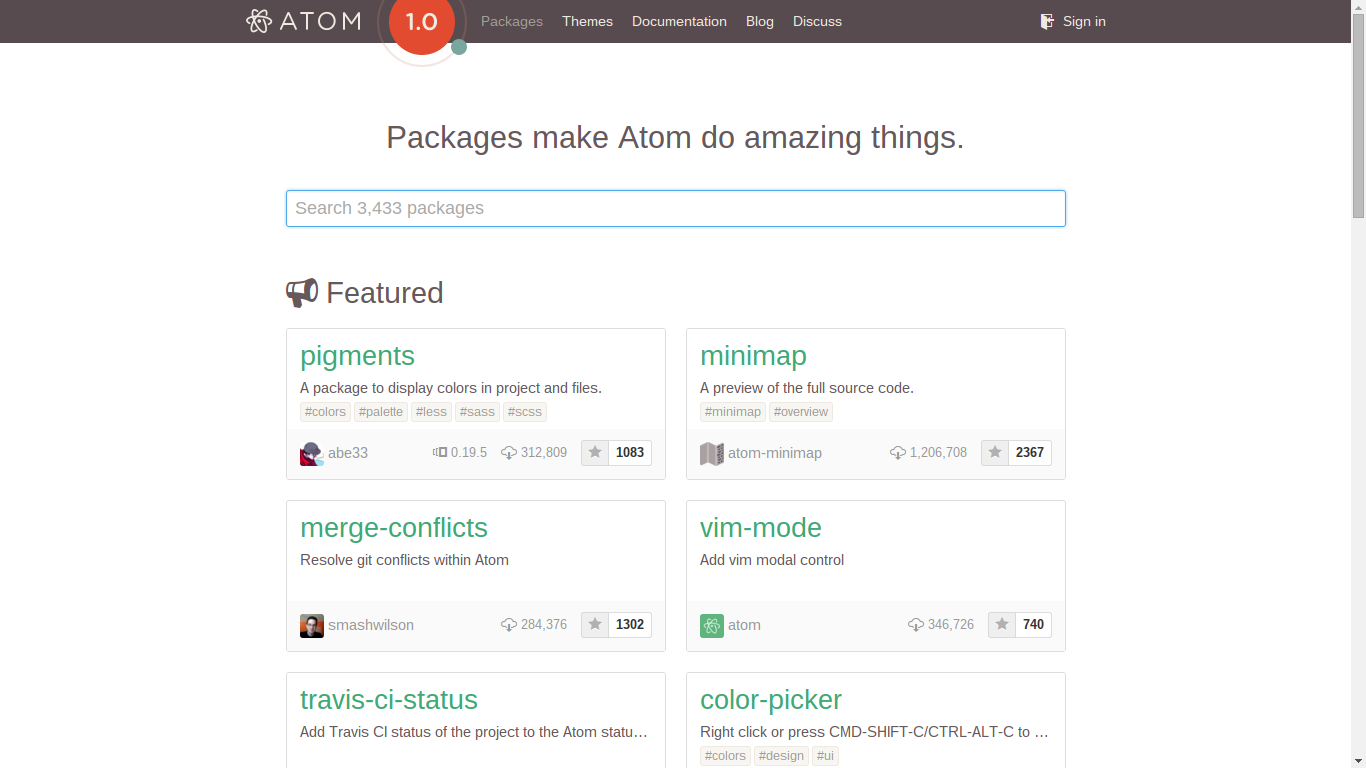 ATOM 1.0 Packages Themes Documentation Blog Discuss Sign in
Packages make Atom do amazing things.
Search 3,433 packages
Featured
pigments
A package to display colors in project and files.
#colors #palette #less #sass #scss
abe33 0.19.5 312,809 1083
minimap
A preview of the full source code.
#minimap #overview
atom-minimap 1,206,708 2367
merge-conflicts
Resolve git conflicts within Atom
smashwilson 284,376 1302
vim-mode
Add vim modal control
atom 346,726 740
travis-ci-status
Add Travis CI status of the project to the Atom statu…
color-picker
Right click or press CMD-SHIFT-C/CTRL-ALT-C to …
#colors #design #ui